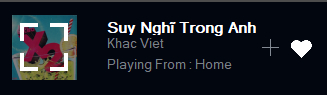 Suy Nghĩ Trong Anh
Khac Viet
Playing From : Home